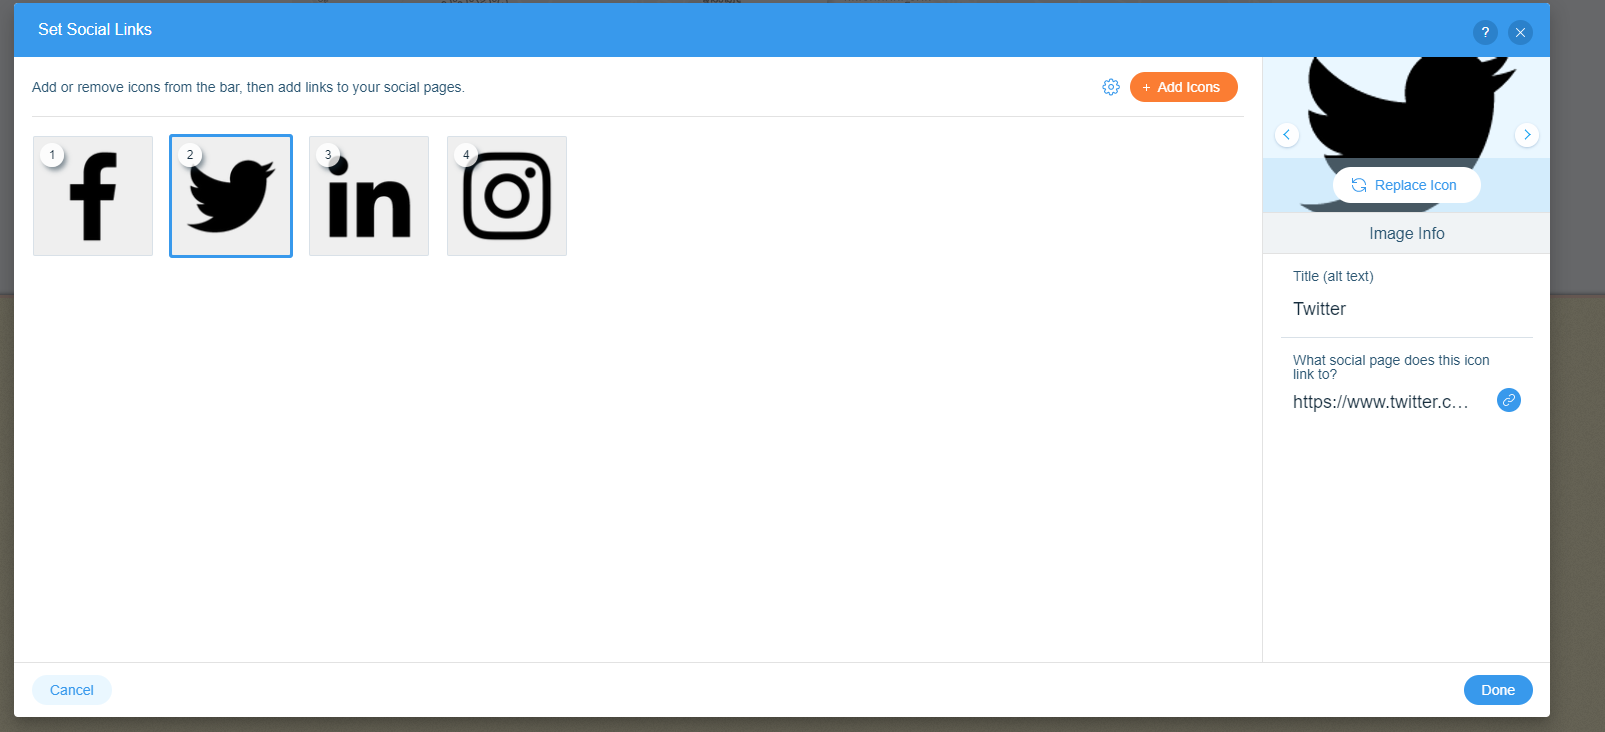 Set Social Links
?
Add or remove icons from the bar, then add links to your social pages.
+ Add Icons
1
2
3
4
in
Replace Icon
Image Info
Title (alt text)
Twitter
What social page does this icon
link to?
https://www.twitter.c...
Cancel
Done